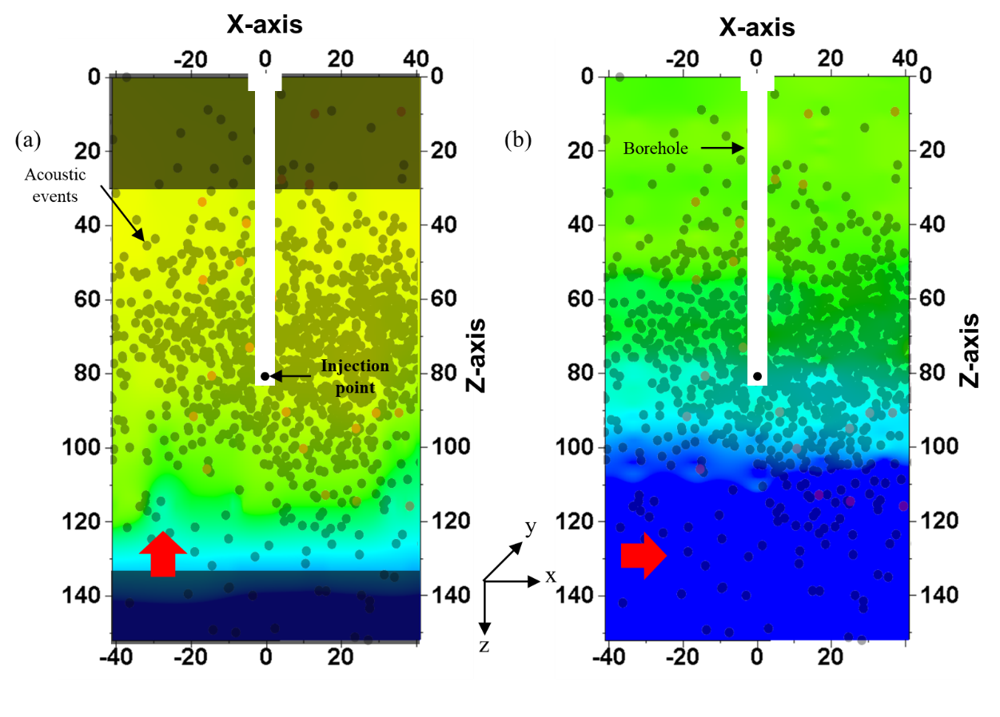 X-axis
X-axis
-20 0 20 40
-20 0 20 40
0 0 0 0
(a) (b)
20 20 20 20
Acoustic
events
Borehole
40 40 40 40
60 60 60 60
Z-axis
Z-axis
80 80 80 80
Injection
point
100 100 100 100
120 120 120 120
y
x
z
140 140 140 140
-40 -20 0 20
-40 -20 0 20